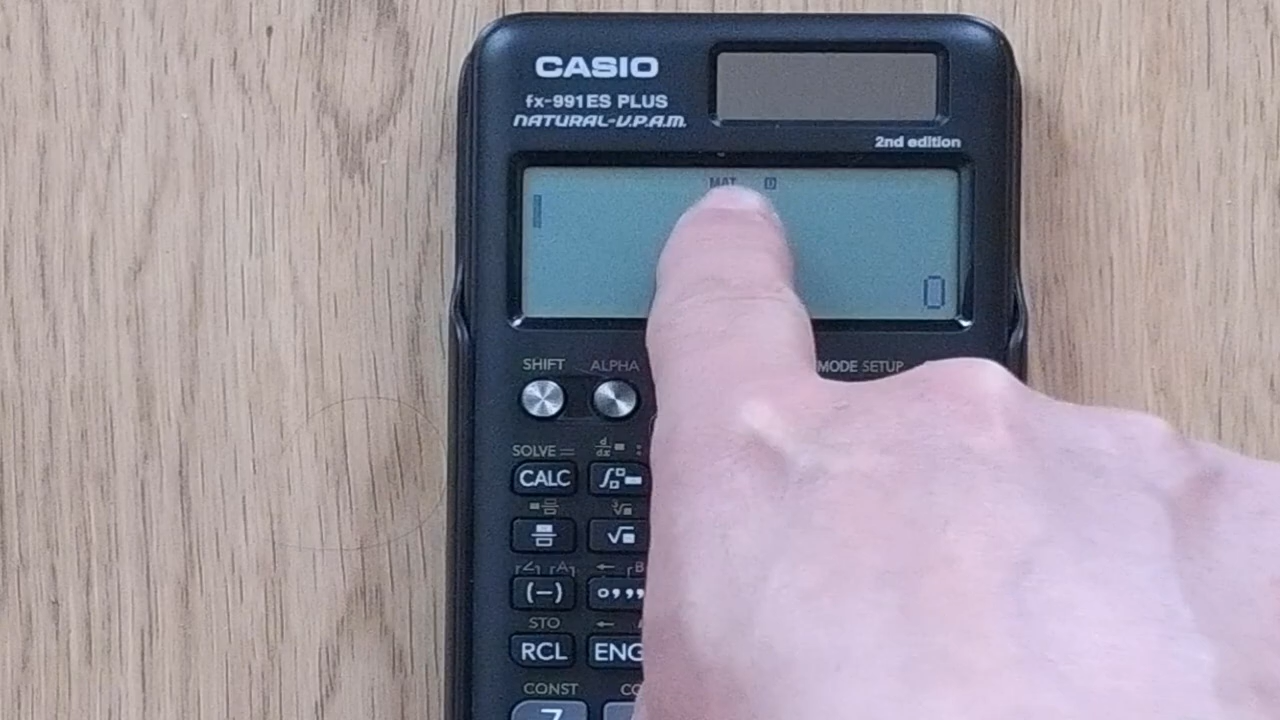 CASIO
fx-991ES PLUS
NATURAL-V.P.A.M.
2nd edition
MAT D
0
SHIFT ALPHA MODE SETUP
SOLVE = d/dx :
CALC
√
(−)
STO ←
RCL ENG
CONST
7